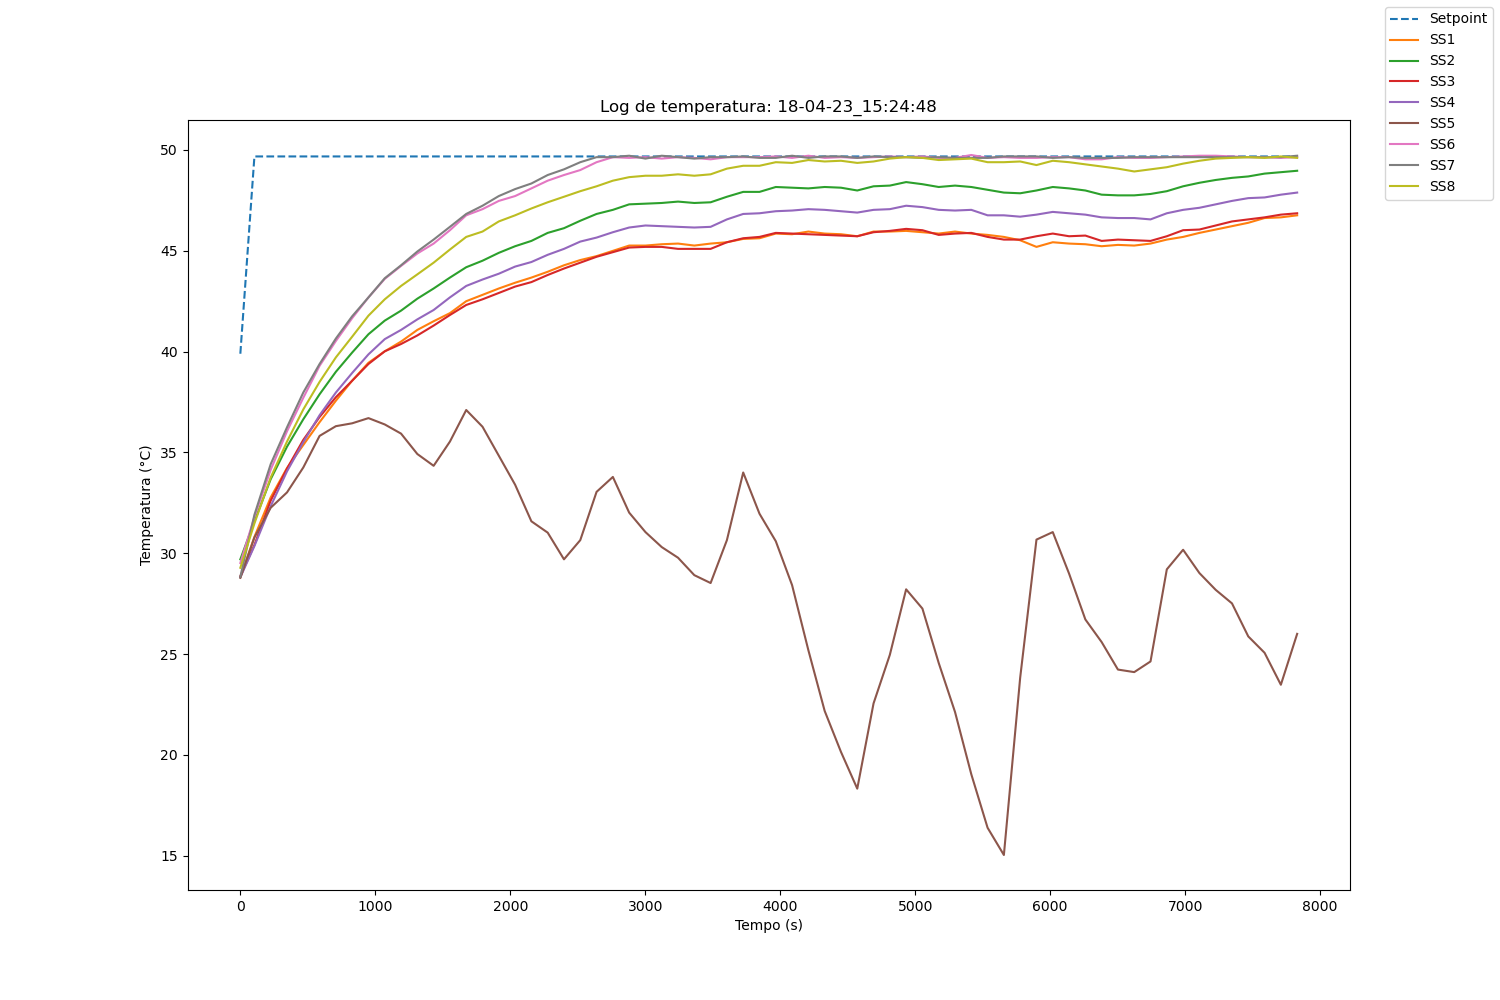 Setpoint
SS1
SS2
SS3
SS4
SS5
SS6
SS7
SS8
Log de temperatura: 18-04-23_15:24:48
Temperatura (°C)
50
45
40
35
30
25
20
15
0 1000 2000 3000 4000 5000 6000 7000 8000
Tempo (s)